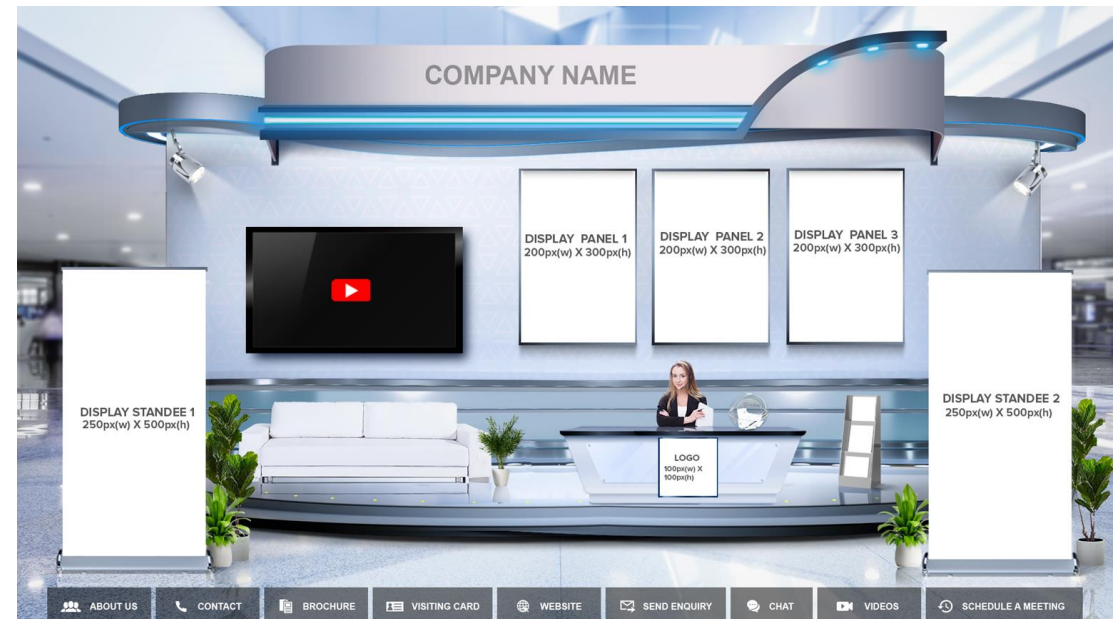 COMPANY NAME
DISPLAY PANEL 1
200px(w) X 300px(h)
DISPLAY PANEL 2
200px(w) X 300px(h)
DISPLAY PANEL 3
200px(w) X 300px(h)
DISPLAY STANDEE 1
250px(w) X 500px(h)
DISPLAY STANDEE 2
250px(w) X 500px(h)
LOGO
100px(w) X
100px(h)
ABOUT US
CONTACT
BROCHURE
VISITING CARD
WEBSITE
SEND ENQUIRY
CHAT
VIDEOS
SCHEDULE A MEETING